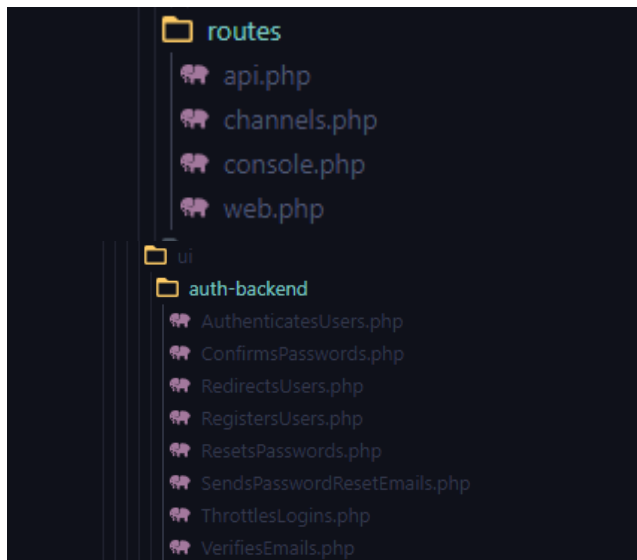 routes
api.php
channels.php
console.php
web.php
ui
auth-backend
AuthenticatesUsers.php
ConfirmsPasswords.php
RedirectsUsers.php
RegistersUsers.php
ResetsPasswords.php
SendsPasswordResetEmails.php
ThrottlesLogins.php
VerifiesEmails.php